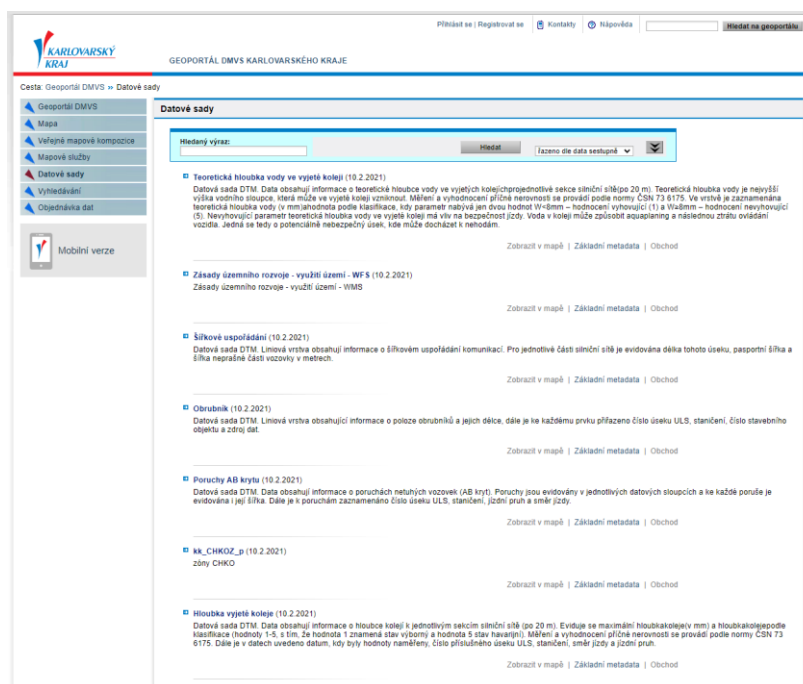 Přihlásit se | Registrovat se Kontakty Nápověda Hledat na geoportálu
KARLOVARSKÝ
KRAJ
GEOPORTÁL DMVS KARLOVARSKÉHO KRAJE
Cesta: Geoportál DMVS » Datové sady
Geoportál DMVS
Mapa
Veřejné mapové kompozice
Mapové služby
Datové sady
Vyhledávání
Objednávka dat
Mobilní verze
Datové sady
Hledaný výraz:
Hledat
řazeno dle data sestupně
Teoretická hloubka vody ve vyjeté koleji (10.2.2021)
Datová sada DTM. Data obsahují informace o teoretické hloubce vody ve vyjetých kolejíchprojednotlivé sekce silniční sítě(po 20 m). Teoretická hloubka vody je nejvyšší
výška vodního sloupce, která může ve vyjeté koleji vzniknout. Měření a vyhodnocení příčné nerovnosti se provádí podle normy ČSN 73 6175. Ve vrstvě je zaznamenána
teoretická hloubka vody (v mm)ahodnota podle klasifikace, kdy parametr nabývá jen dvou hodnot W<8mm – hodnocení vyhovující (1) a W≥8mm – hodnocení nevyhovující
(5). Nevyhovující parametr teoretická hloubka vody ve vyjeté koleji má vliv na bezpečnost jízdy. Voda v koleji může způsobit aquaplaning a následnou ztrátu ovládání
vozidla. Jedná se tedy o potenciálně nebezpečný úsek, kde může docházet k nehodám.
Zobrazit v mapě | Základní metadata | Obchod
Zásady územního rozvoje - využití území - WFS (10.2.2021)
Zásady územního rozvoje - využití území - WMS
Zobrazit v mapě | Základní metadata | Obchod
Šířkové uspořádání (10.2.2021)
Datová sada DTM. Liniová vrstva obsahují informace o šířkovém uspořádání komunikací. Pro jednotlivé části silniční sítě je evidována délka tohoto úseku, pasportní šířka a
šířka neprašné části vozovky v metrech.
Zobrazit v mapě | Základní metadata | Obchod
Obrubník (10.2.2021)
Datová sada DTM. Liniová vrstva obsahující informace o poloze obrubníků a jejich délce, dále je ke každému prvku přiřazeno číslo úseku ULS, staničení, číslo stavebního
objektu a zdroj dat.
Zobrazit v mapě | Základní metadata | Obchod
Poruchy AB krytu (10.2.2021)
Datová sada DTM. Data obsahují informace o poruchách netuhých vozovek (AB kryt). Poruchy jsou evidovány v jednotlivých datových sloupcích a ke každé poruše je
evidována i její šířka. Dále je k poruchám zaznamenáno číslo úseku ULS, staničení, jízdní pruh a směr jízdy.
Zobrazit v mapě | Základní metadata | Obchod
kk_CHKOZ_p (10.2.2021)
zóny CHKO
Zobrazit v mapě | Základní metadata | Obchod
Hloubka vyjeté koleje (10.2.2021)
Datová sada DTM. Data obsahují informace o hloubce kolejí k jednotlivým sekcím silniční sítě (po 20 m). Eviduje se maximální hloubkakoleje(v mm) a hloubkakolejepodle
klasifikace (hodnoty 1-5, s tím, že hodnota 1 znamená stav výborný a hodnota 5 stav havarijní). Měření a vyhodnocení příčné nerovnosti se provádí podle normy ČSN 73
6175. Dále je v datech uvedeno datum, kdy byly hodnoty naměřeny, číslo příslušného úseku ULS, staničení, směr jízdy a jízdní pruh.
Zobrazit v mapě | Základní metadata | Obchod